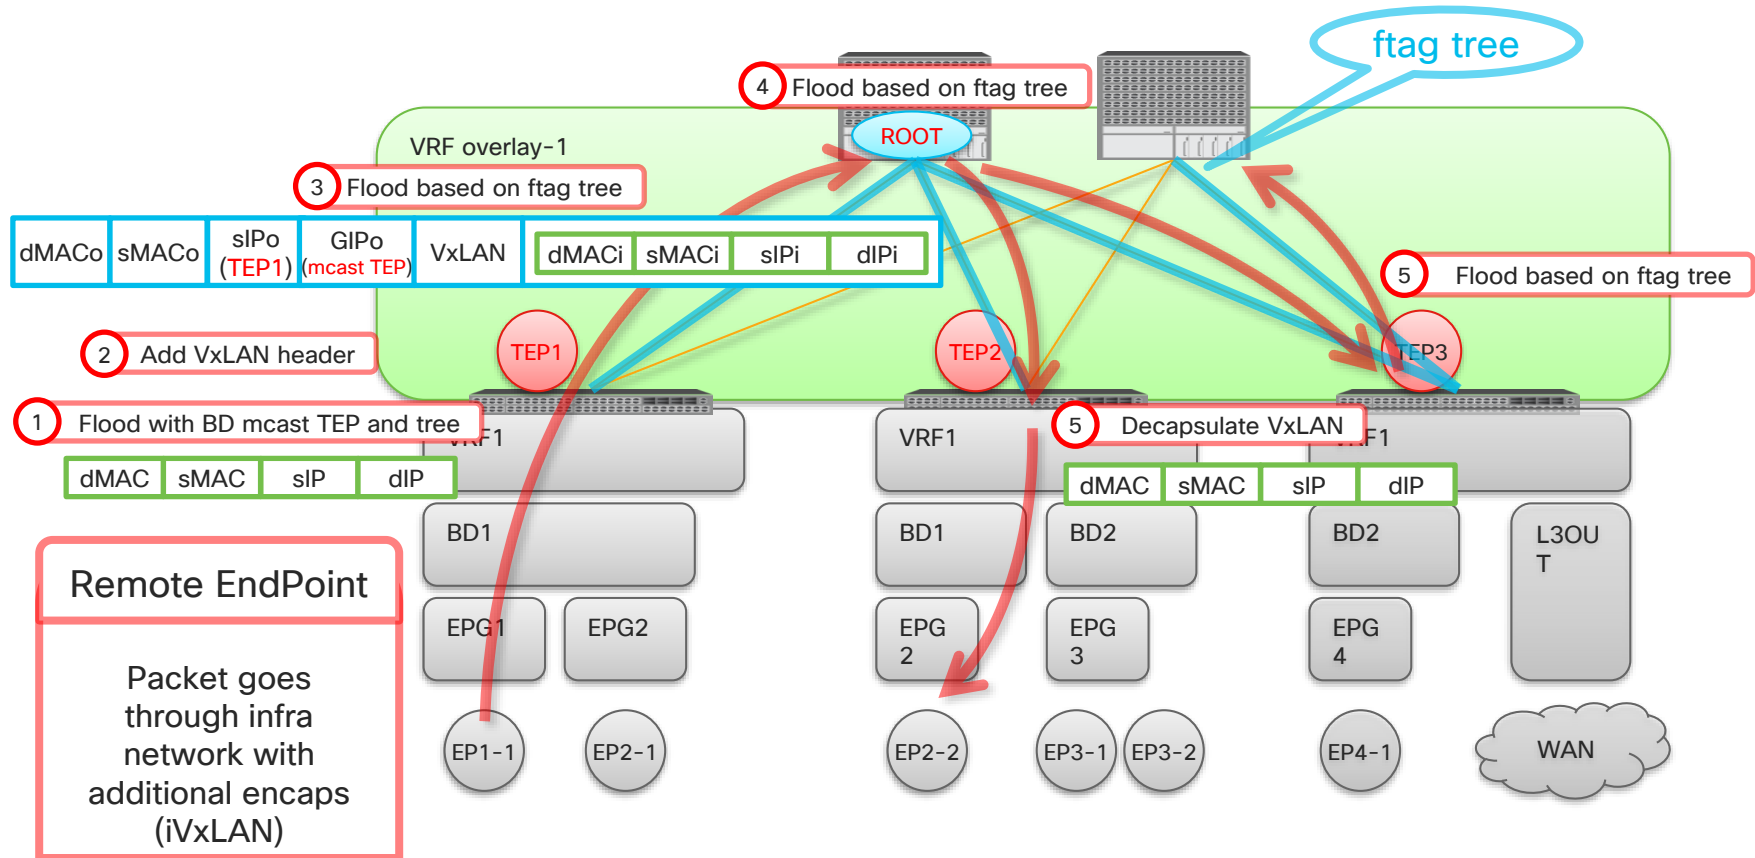 ftag tree
4 Flood based on ftag tree
ROOT
VRF overlay-1
3 Flood based on ftag tree
dMACo sMACo sIPo (TEP1) GIPo (mcast TEP) VxLAN dMACi sMACi sIPi dIPi
5 Flood based on ftag tree
2 Add VxLAN header
TEP1
TEP2
TEP3
1 Flood with BD mcast TEP and tree
5 Decapsulate VxLAN
VRF1
VRF1
VRF1
dMAC sMAC sIP dIP
dMAC sMAC sIP dIP
BD1
BD1
BD2
BD2
L3OU
T
Remote EndPoint
EPG1
EPG2
EPG
2
EPG
3
EPG
4
Packet goes
through infra
network with
additional encaps
(iVxLAN)
EP1-1
EP2-1
EP2-2
EP3-1
EP3-2
EP4-1
WAN